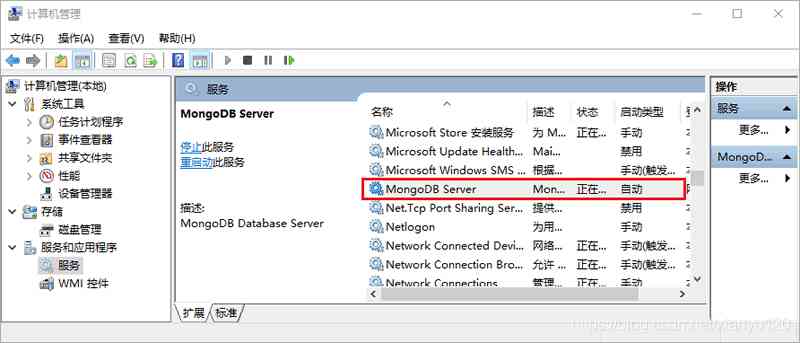 计算机管理
文件(F) 操作(A) 查看(V) 帮助(H)
计算机管理(本地)
系统工具
任务计划程序
事件查看器
共享文件夹
性能
设备管理器
存储
磁盘管理
服务和应用程序
服务
WMI 控件
服务
MongoDB Server
停止此服务
重启动此服务
描述:
MongoDB Database Server
名称 描述 状态 启动类型
Microsoft Store 安装服务 为 M... 正在... 手动
Microsoft Update Health... Mai... 禁用
Microsoft Windows SMS ... 根据... 手动(触发...
MongoDB Server Mon... 正在... 自动
Net.Tcp Port Sharing Ser... 提供... 禁用
Netlogon 为用... 手动
Network Connected Devi... 网络... 正在... 手动(触发...
Network Connection Bro... 允许 ... 正在... 手动(触发...
Network Connections 管理... 手动
扩展 标准
操作
服务
更多...
MongoD...
更多...